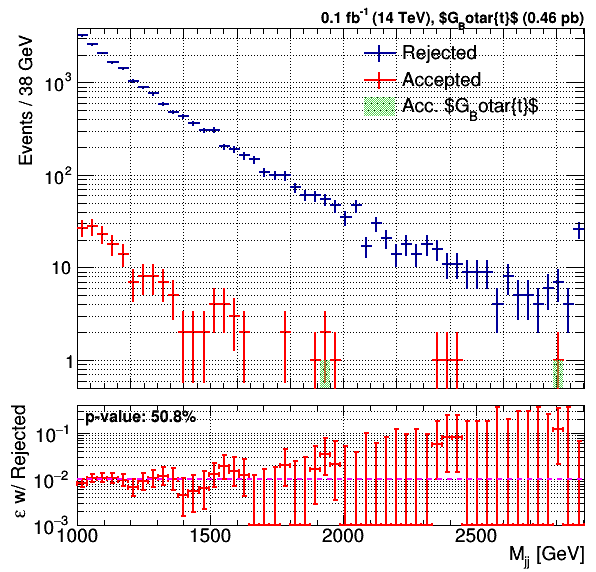 0.1 fb⁻¹ (14 TeV), $G_Botar{t}$ (0.46 pb)
Events / 38 GeV
10³
10²
10
1
Rejected
Accepted
Acc. $G_Botar{t}$
p-value: 50.8%
ε w/ Rejected
10⁻¹
10⁻²
10⁻³
1000 1500 2000 2500
M_jj [GeV]